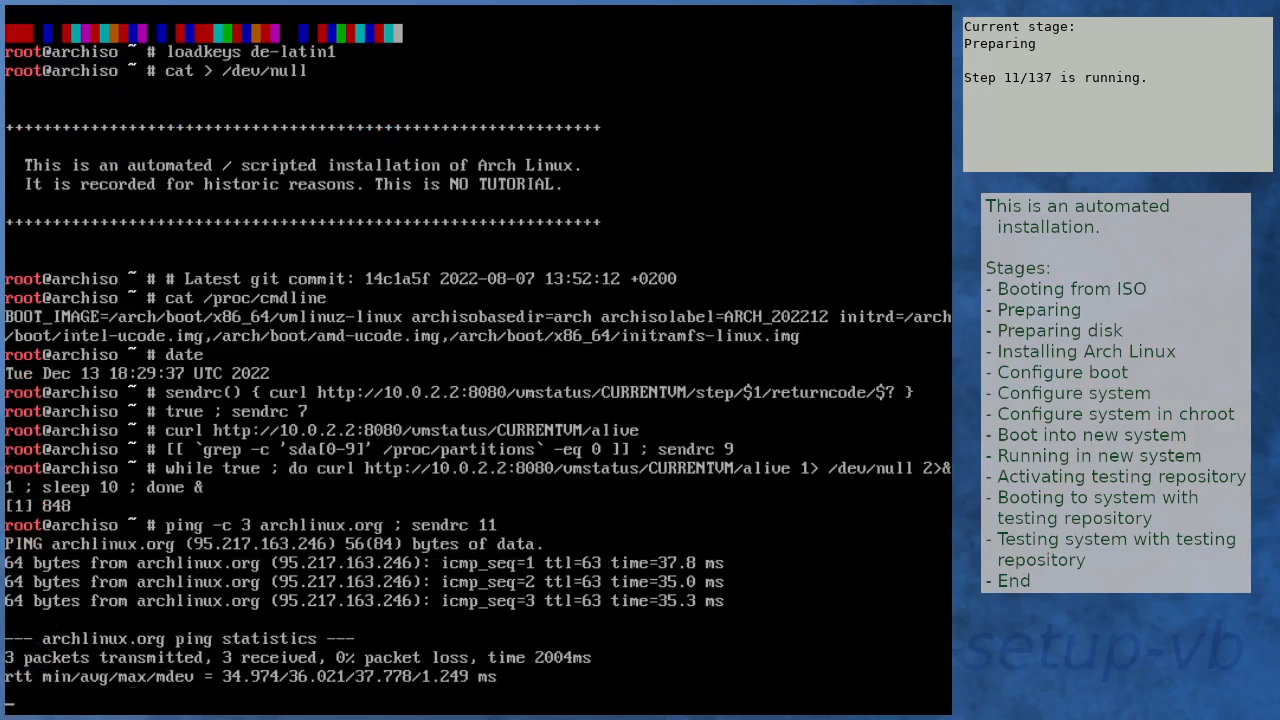 root@archiso ~ # loadkeys de-latin1
root@archiso ~ # cat > /dev/null
++++++++++++++++++++++++++++++++++++++++++++++++++++++++++++++++
This is an automated / scripted installation of Arch Linux.
It is recorded for historic reasons. This is NO TUTORIAL.
++++++++++++++++++++++++++++++++++++++++++++++++++++++++++++++++
root@archiso ~ # # Latest git commit: 14c1a5f 2022-08-07 13:52:12 +0200
root@archiso ~ # cat /proc/cmdline
BOOT_IMAGE=/arch/boot/x86_64/vmlinuz-linux archisobasedir=arch archisolabel=ARCH_202212 initrd=/arch
/boot/intel-ucode.img,/arch/boot/amd-ucode.img,/arch/boot/x86_64/initramfs-linux.img
root@archiso ~ # date
Tue Dec 13 18:29:37 UTC 2022
root@archiso ~ # sendrc() { curl http://10.0.2.2:8080/vmstatus/CURRENTVM/step/$1/returncode/$? }
root@archiso ~ # true ; sendrc 7
root@archiso ~ # curl http://10.0.2.2:8080/vmstatus/CURRENTVM/alive
root@archiso ~ # [[ `grep -c 'sda[0-9]' /proc/partitions` -eq 0 ]] ; sendrc 9
root@archiso ~ # while true ; do curl http://10.0.2.2:8080/vmstatus/CURRENTVM/alive 1> /dev/null 2>&
1 ; sleep 10 ; done &
[1] 848
root@archiso ~ # ping -c 3 archlinux.org ; sendrc 11
PING archlinux.org (95.217.163.246) 56(84) bytes of data.
64 bytes from archlinux.org (95.217.163.246): icmp_seq=1 ttl=63 time=37.8 ms
64 bytes from archlinux.org (95.217.163.246): icmp_seq=2 ttl=63 time=35.0 ms
64 bytes from archlinux.org (95.217.163.246): icmp_seq=3 ttl=63 time=35.3 ms
--- archlinux.org ping statistics ---
3 packets transmitted, 3 received, 0% packet loss, time 2004ms
rtt min/avg/max/mdev = 34.974/36.021/37.778/1.249 ms
_
Current stage:
Preparing
Step 11/137 is running.
This is an automated
installation.
Stages:
- Booting from ISO
- Preparing
- Preparing disk
- Installing Arch Linux
- Configure boot
- Configure system
- Configure system in chroot
- Boot into new system
- Running in new system
- Activating testing repository
- Booting to system with
testing repository
- Testing system with testing
repository
- End
-setup-vb